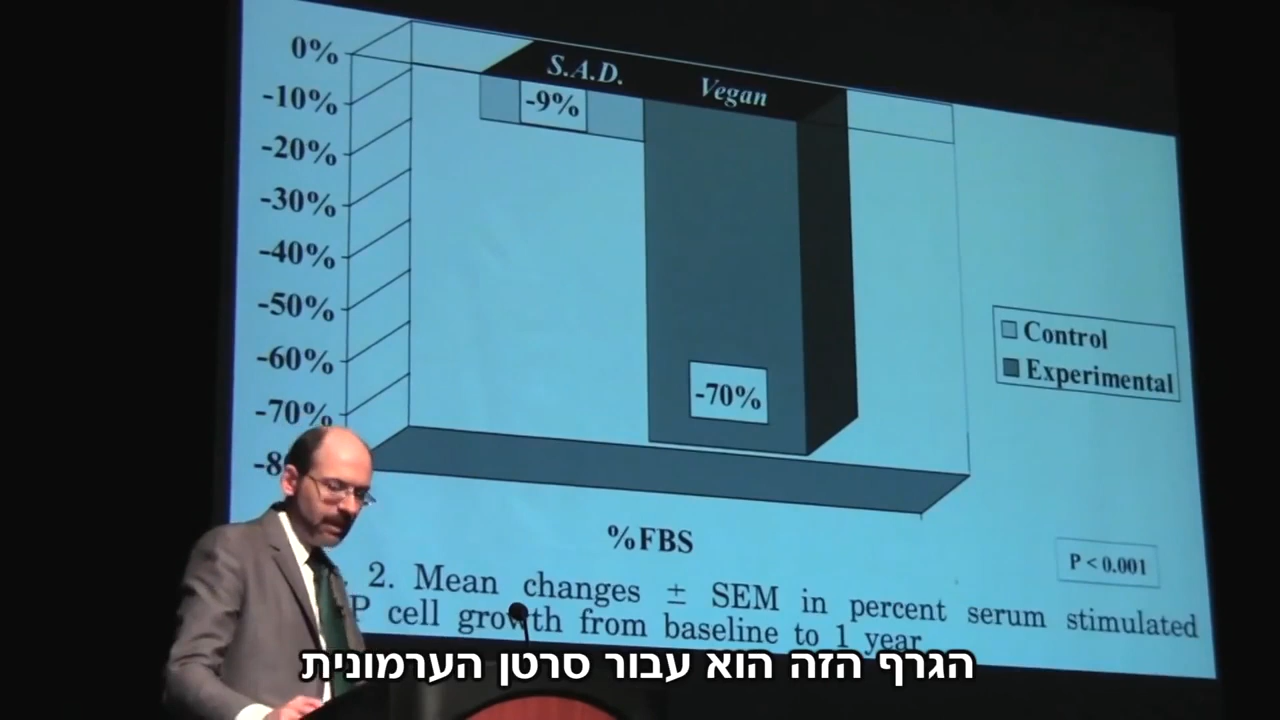 0%
-10%
-20%
-30%
-40%
-50%
-60%
-70%
S.A.D.
Vegan
-9%
-70%
Control
Experimental
%FBS
P < 0.001
2. Mean changes ± SEM in percent serum stimulated
P cell growth from baseline to 1 year
הגרף הזה הוא עבור סרטן הערמונית